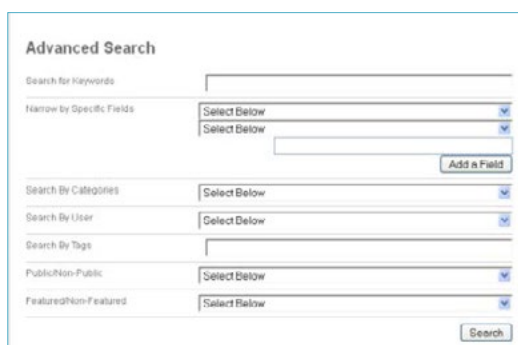 Advanced Search
Search for Keywords
Narrow by Specific Fields
Select Below
Select Below
Add a Field
Search By Categories
Select Below
Search By User
Select Below
Search By Tags
Public/Non-Public
Select Below
Featured/Non-Featured
Select Below
Search